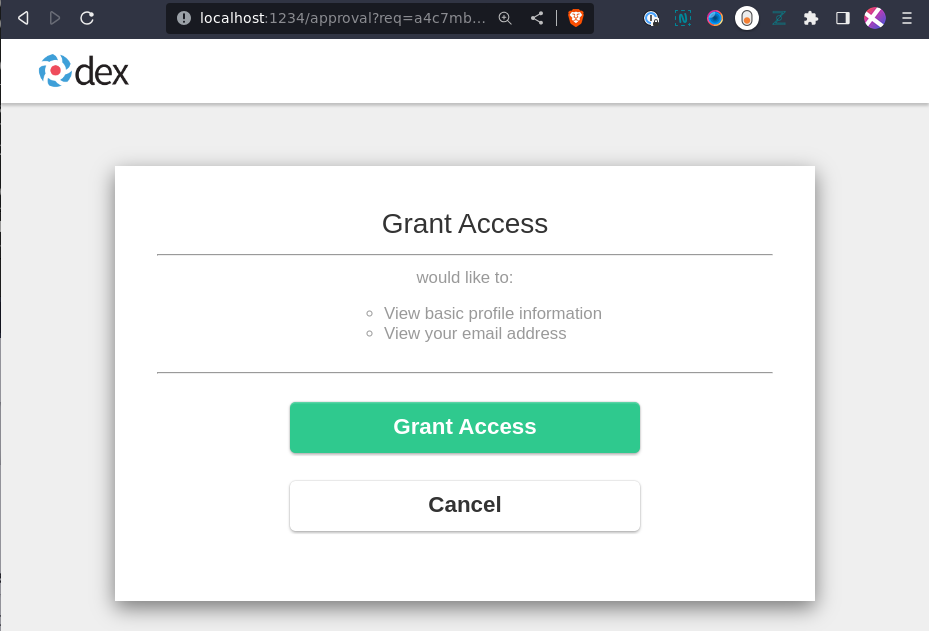 localhost:1234/approval?req=a4c7mb...
dex
Grant Access
would like to:
View basic profile information
View your email address
Grant Access
Cancel